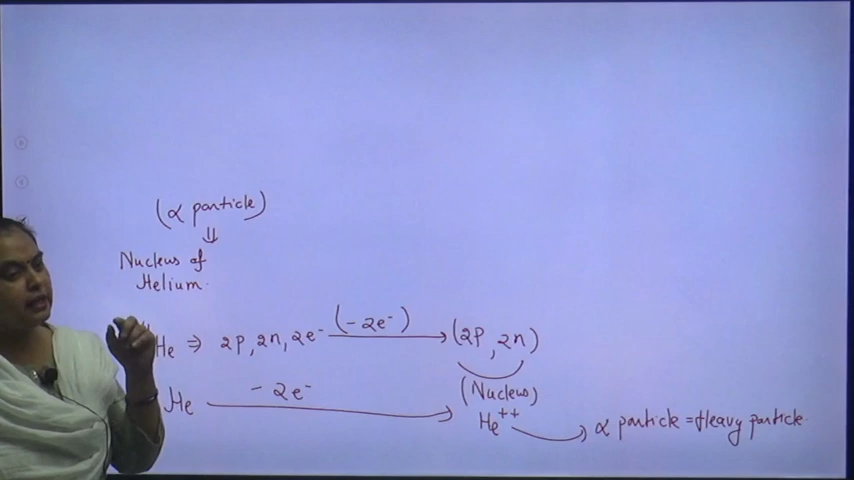 (α particle)
⇓
Nucleus of
Helium.
He ⇒ 2p, 2n, 2e⁻ (-2e⁻) → (2p, 2n)
(Nucleus)
He - 2e⁻ → He⁺⁺ → α particle = Heavy particle.